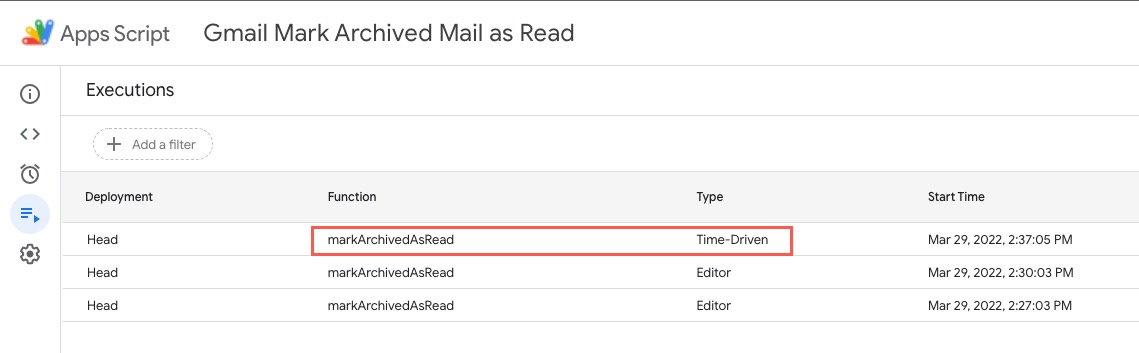 Apps Script Gmail Mark Archived Mail as Read
Executions
Add a filter
Deployment Function Type Start Time
Head markArchivedAsRead Time-Driven Mar 29, 2022, 2:37:05 PM
Head markArchivedAsRead Editor Mar 29, 2022, 2:30:03 PM
Head markArchivedAsRead Editor Mar 29, 2022, 2:27:03 PM